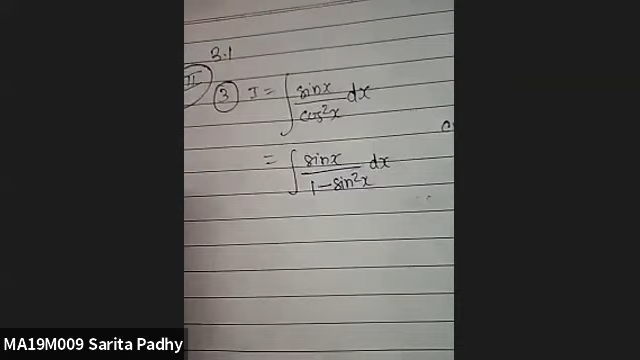 3.1
II
3 I = ∫ sinx/cos²x dx
= ∫ sinx/1-sin²x dx
MA19M009 Sarita Padhy